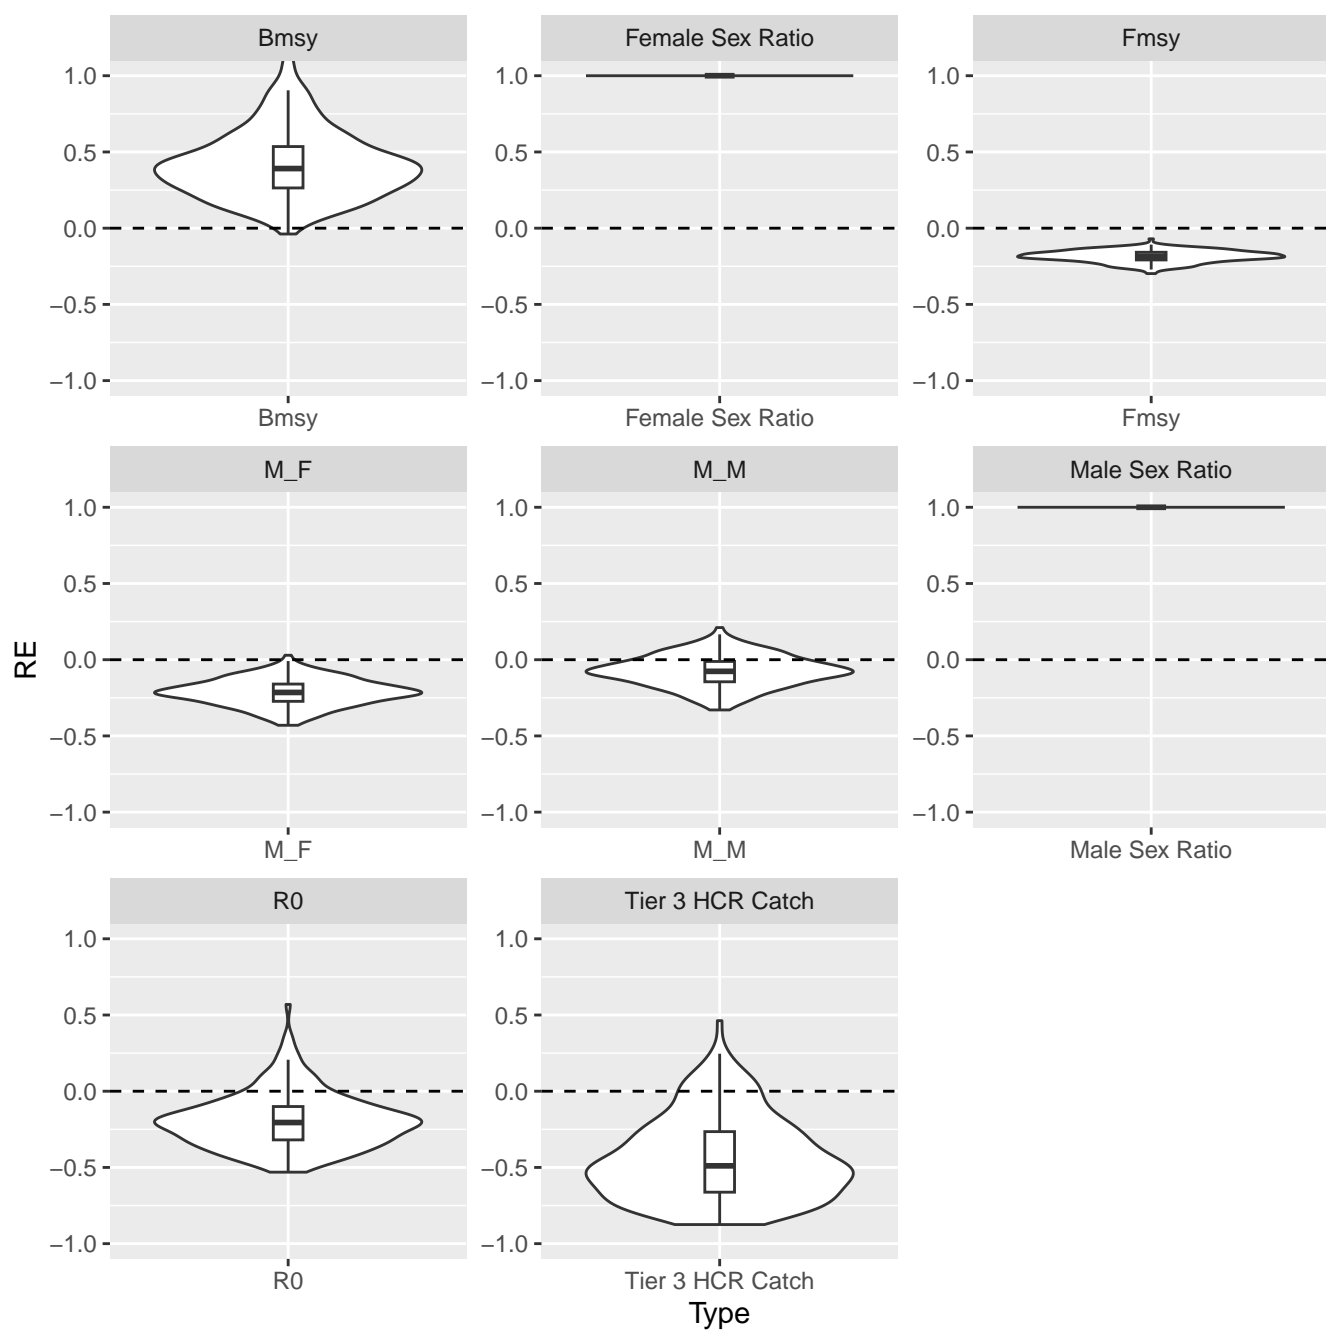 Bmsy Female Sex Ratio Fmsy
1.0 1.0 1.0
0.5 0.5 0.5
0.0 0.0 0.0
−0.5 −0.5 −0.5
−1.0 −1.0 −1.0
Bmsy Female Sex Ratio Fmsy
M_F M_M Male Sex Ratio
1.0 1.0 1.0
0.5 0.5 0.5
RE
0.0 0.0 0.0
−0.5 −0.5 −0.5
−1.0 −1.0 −1.0
M_F M_M Male Sex Ratio
R0 Tier 3 HCR Catch
1.0 1.0
0.5 0.5
0.0 0.0
−0.5 −0.5
−1.0 −1.0
R0 Tier 3 HCR Catch
Type